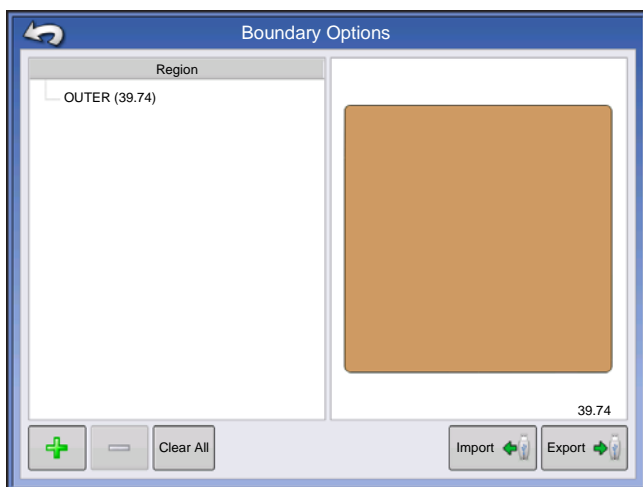 Boundary Options
Region
OUTER (39.74)
39.74
Clear All
Import
Export